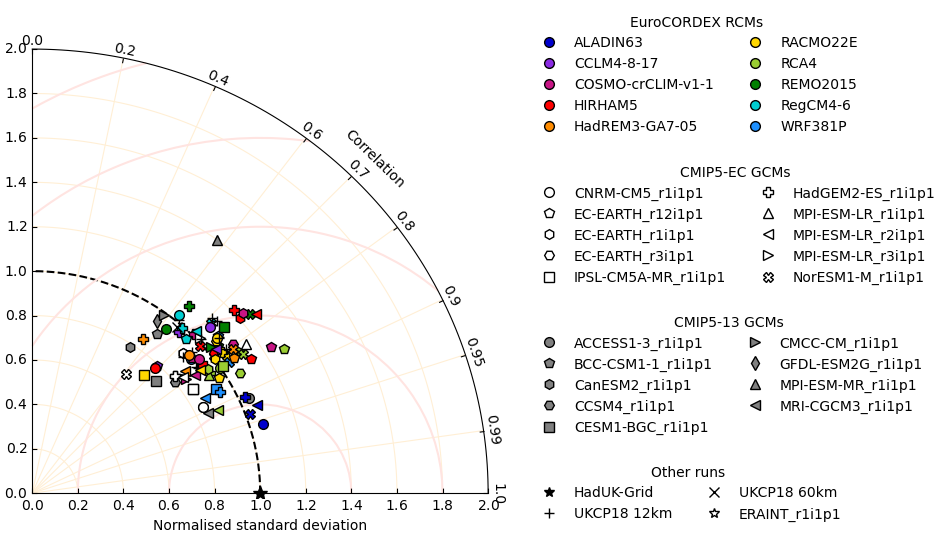 0.0
0.2
0.4
0.6
Correlation
0.7
0.8
0.9
0.95
0.99
1.0
2.0
1.8
1.6
1.4
1.2
1.0
0.8
0.6
0.4
0.2
0.0
0.0 0.2 0.4 0.6 0.8 1.0 1.2 1.4 1.6 1.8 2.0
Normalised standard deviation
EuroCORDEX RCMs
ALADIN63 RACMO22E
CCLM4-8-17 RCA4
COSMO-crCLIM-v1-1 REMO2015
HIRHAM5 RegCM4-6
HadREM3-GA7-05 WRF381P
CMIP5-EC GCMs
CNRM-CM5_r1i1p1 HadGEM2-ES_r1i1p1
EC-EARTH_r12i1p1 MPI-ESM-LR_r1i1p1
EC-EARTH_r1i1p1 MPI-ESM-LR_r2i1p1
EC-EARTH_r3i1p1 MPI-ESM-LR_r3i1p1
IPSL-CM5A-MR_r1i1p1 NorESM1-M_r1i1p1
CMIP5-13 GCMs
ACCESS1-3_r1i1p1 CMCC-CM_r1i1p1
BCC-CSM1-1_r1i1p1 GFDL-ESM2G_r1i1p1
CanESM2_r1i1p1 MPI-ESM-MR_r1i1p1
CCSM4_r1i1p1 MRI-CGCM3_r1i1p1
CESM1-BGC_r1i1p1
Other runs
HadUK-Grid UKCP18 60km
UKCP18 12km ERAINT_r1i1p1